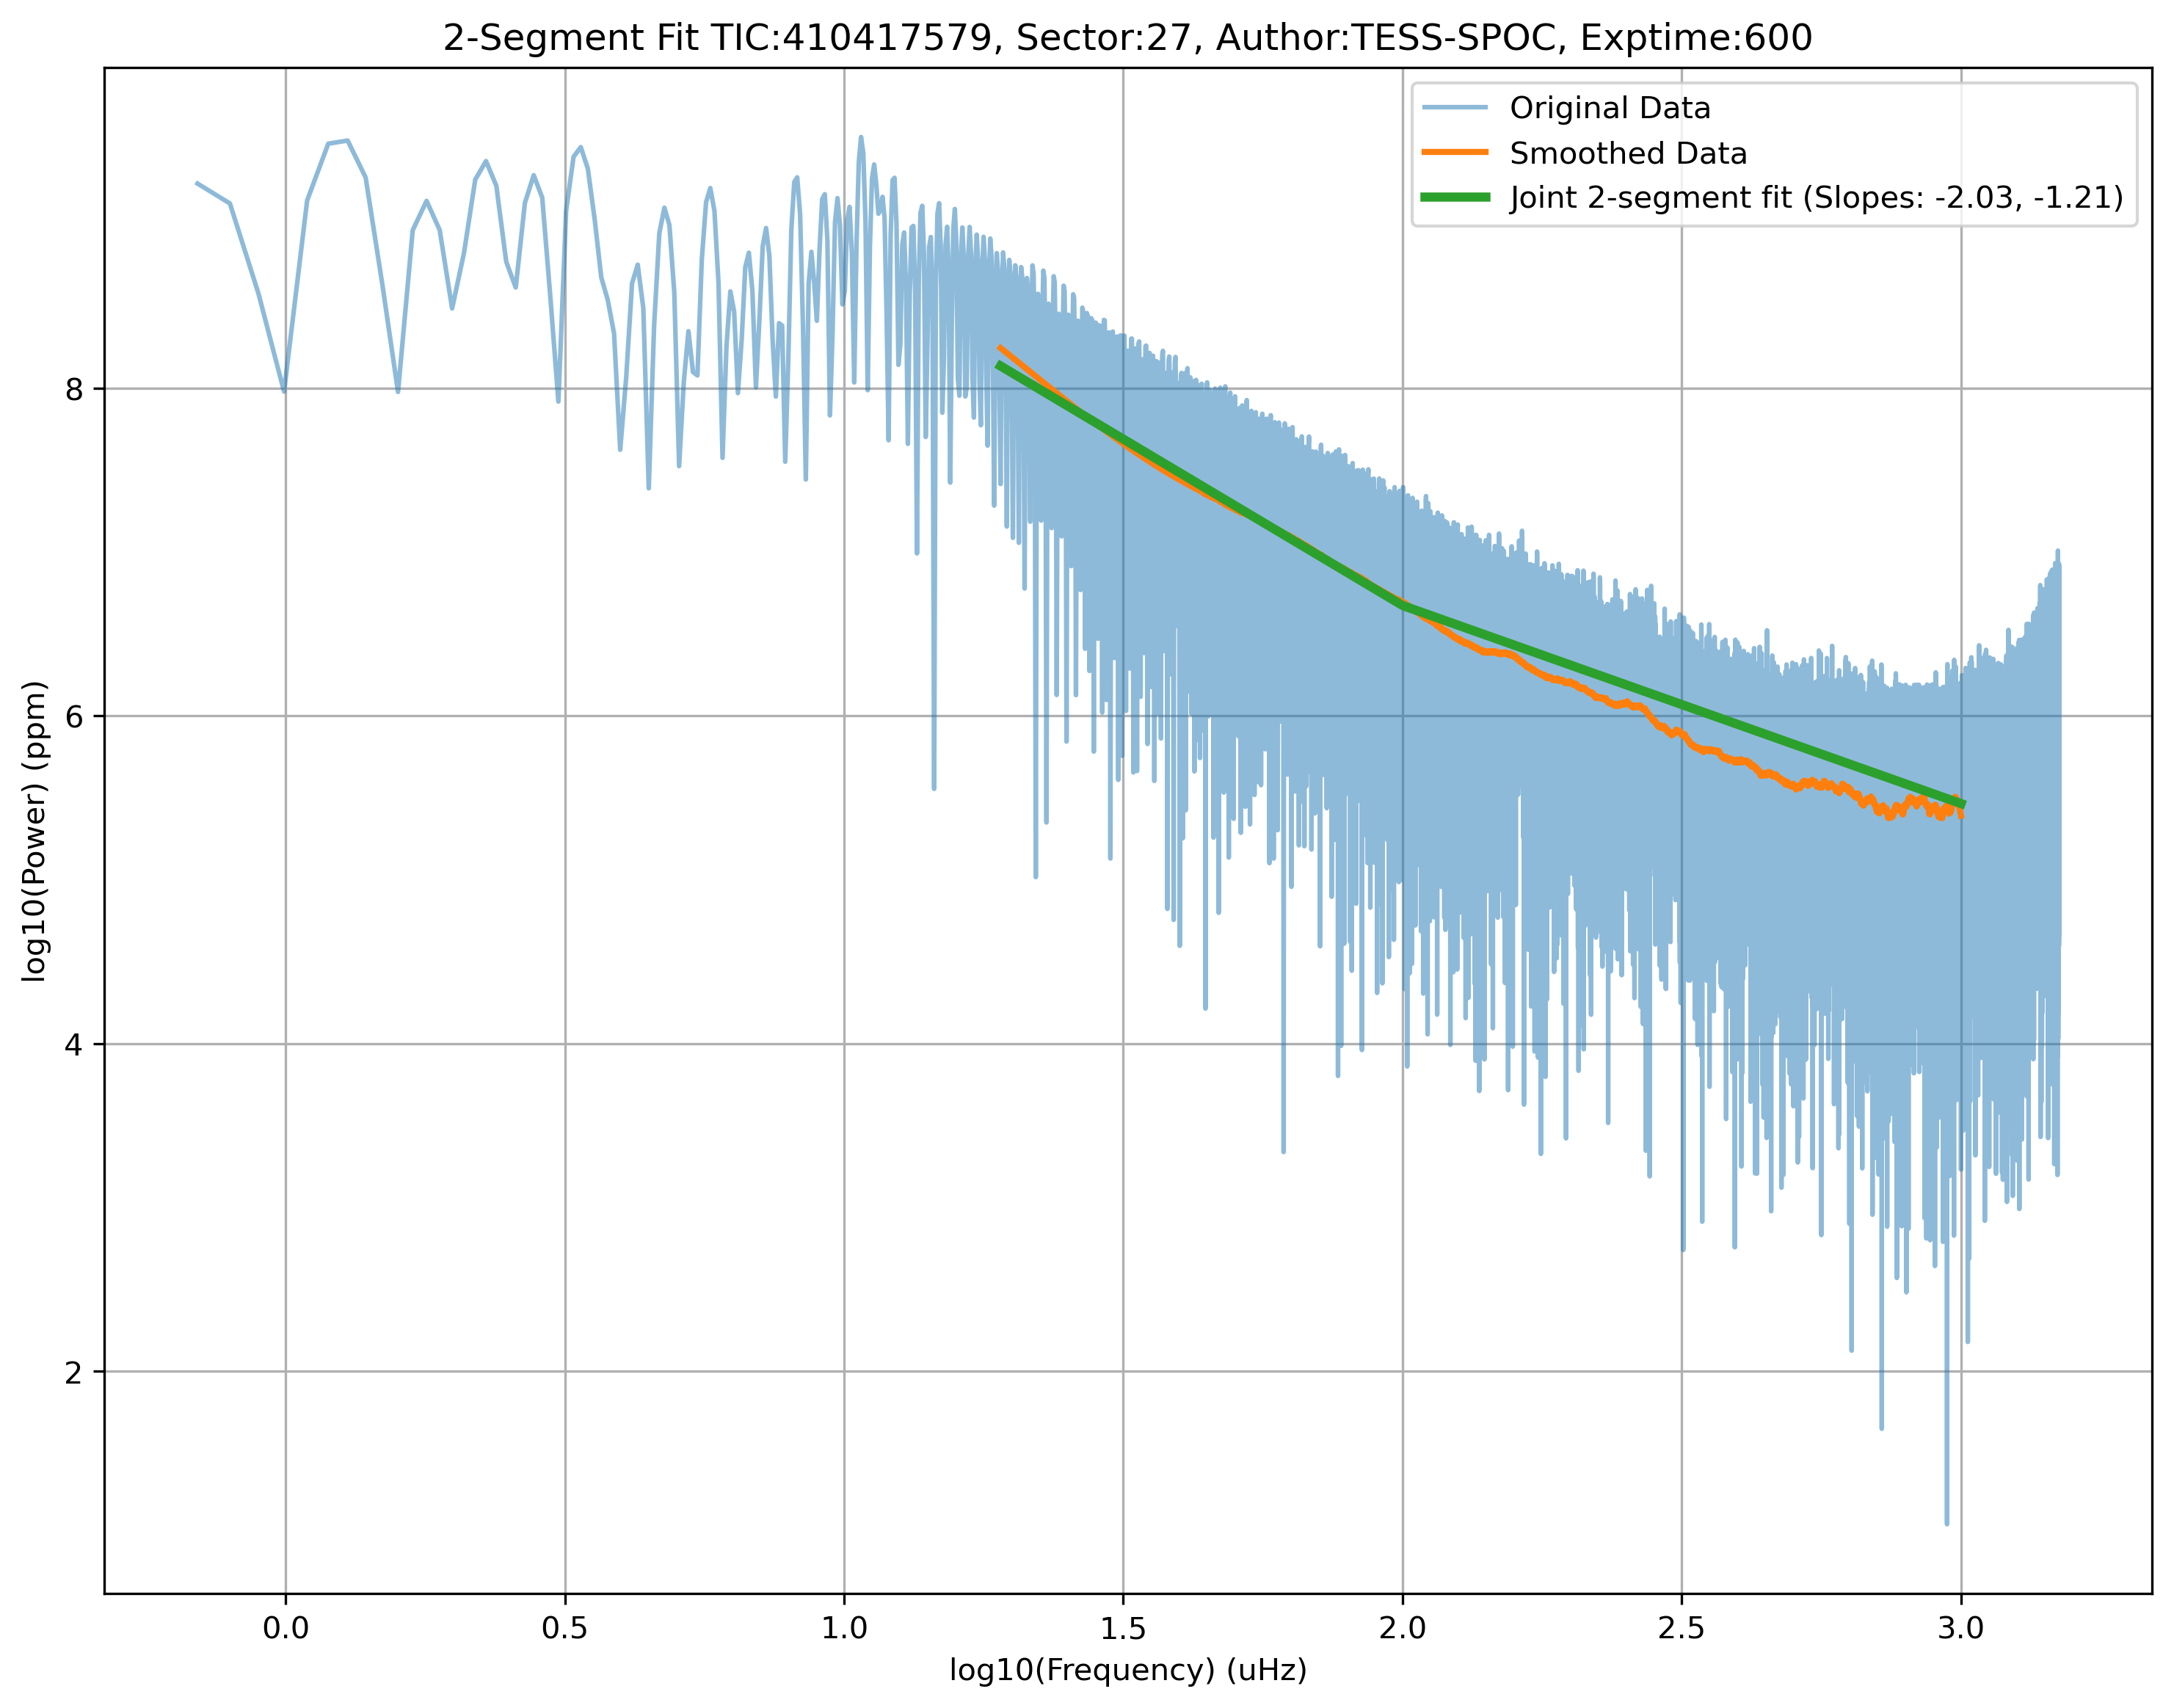 2-Segment Fit TIC:410417579, Sector:27, Author:TESS-SPOC, Exptime:600
Original Data
Smoothed Data
Joint 2-segment fit (Slopes: -2.03, -1.21)
log10(Power) (ppm)
8
6
4
2
0.0 0.5 1.0 1.5 2.0 2.5 3.0
log10(Frequency) (uHz)